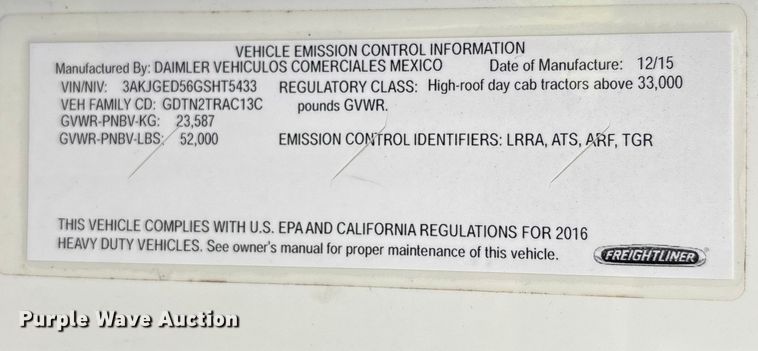 VEHICLE EMISSION CONTROL INFORMATION
Manufactured By: DAIMLER VEHICULOS COMERCIALES MEXICO Date of Manufacture: 12/15
VIN/NIV: 3AKJGED56GSHT5433 REGULATORY CLASS: High-roof day cab tractors above 33,000
VEH FAMILY CD: GDTN2TRAC13C pounds GVWR.
GVWR-PNBV-KG: 23,587
GVWR-PNBV-LBS: 52,000 EMISSION CONTROL IDENTIFIERS: LRRA, ATS, ARF, TGR
THIS VEHICLE COMPLIES WITH U.S. EPA AND CALIFORNIA REGULATIONS FOR 2016
HEAVY DUTY VEHICLES. See owner's manual for proper maintenance of this vehicle.
FREIGHTLINER
Purple Wave Auction